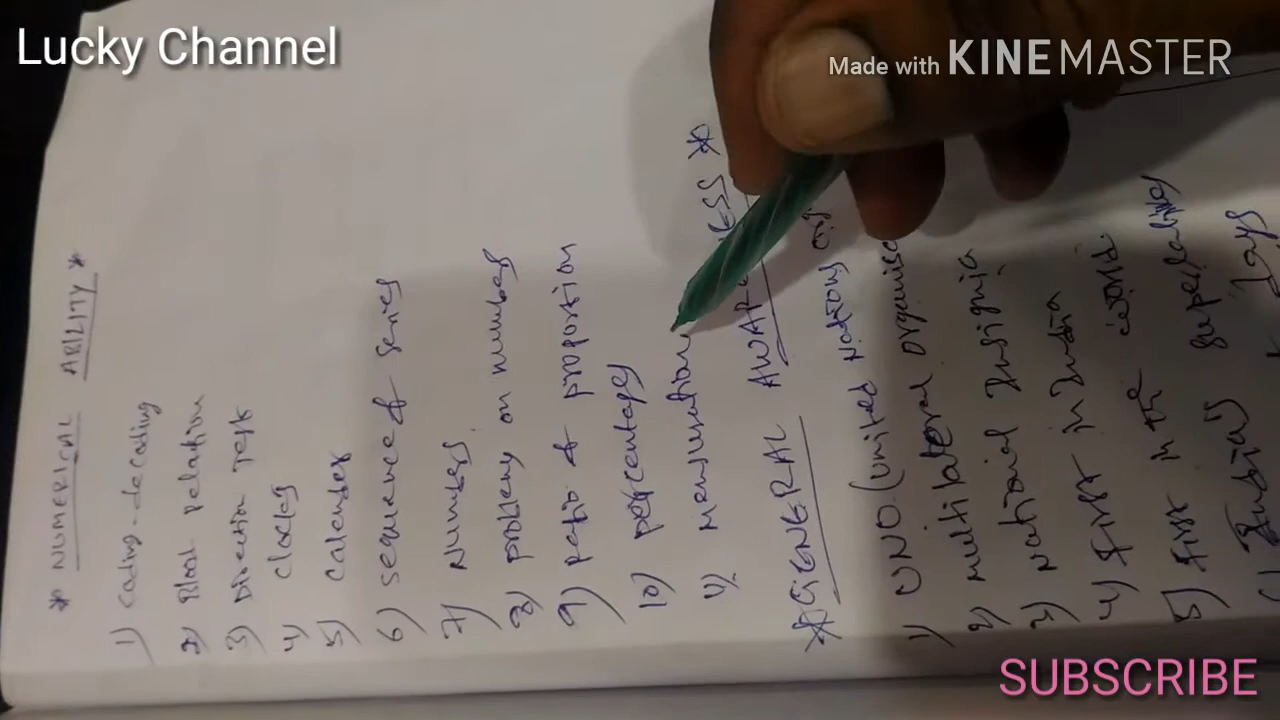 Lucky Channel
Made with KINEMASTER
* NUMERICAL ABILITY *
1) Coding-decoding
2) Blood Relation
3) Direction Test
4) Clocks
5) Calender
6) Sequence & Series
7) Numbers
8) problems on numbers
9) Ratio & proportion
10) percentages
11) Mensuration
* GENERAL AWARENESS *
1) UNO (United Nations
2) Multilateral organisa
3) National Insignia
4) First in India
5) First in the world.
India's superlatives
days
SUBSCRIBE